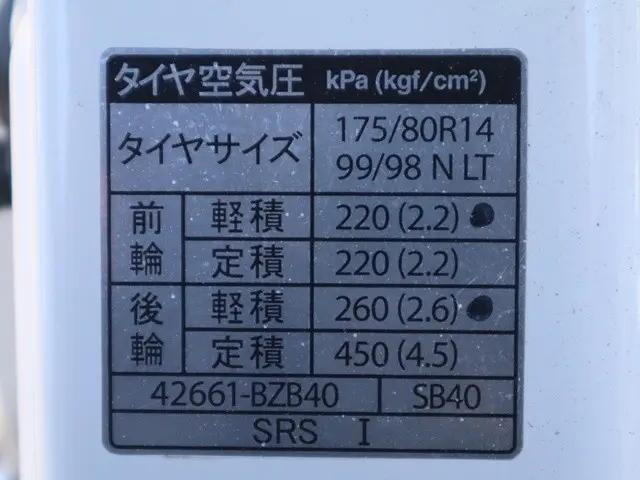 タイヤ空気圧 kPa (kgf/cm²)
タイヤサイズ 175/80R14
99/98 N LT
前輪 軽積 220 (2.2) ●
定積 220 (2.2)
後輪 軽積 260 (2.6) ●
定積 450 (4.5)
42661-BZB40 SB40
SRS I